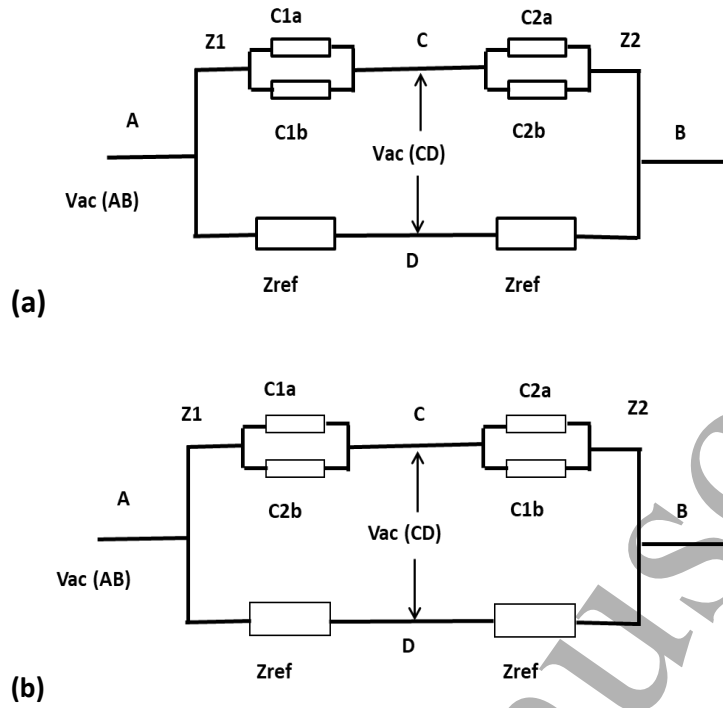 C1a C2a
Z1 C Z2
A C1b C2b B
Vac (CD)
Vac (AB)
D
Zref Zref
(a)
C1a C2a
Z1 C Z2
A C2b C1b B
Vac (CD)
Vac (AB)
D
Zref Zref
(b)